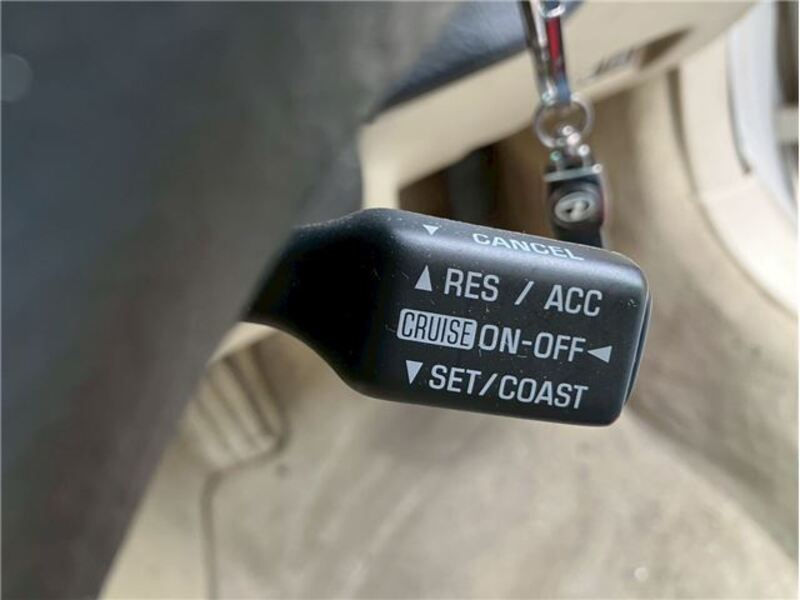 ▼ CANCEL
▲ RES / ACC
CRUISE ON-OFF ◄
▼ SET/COAST